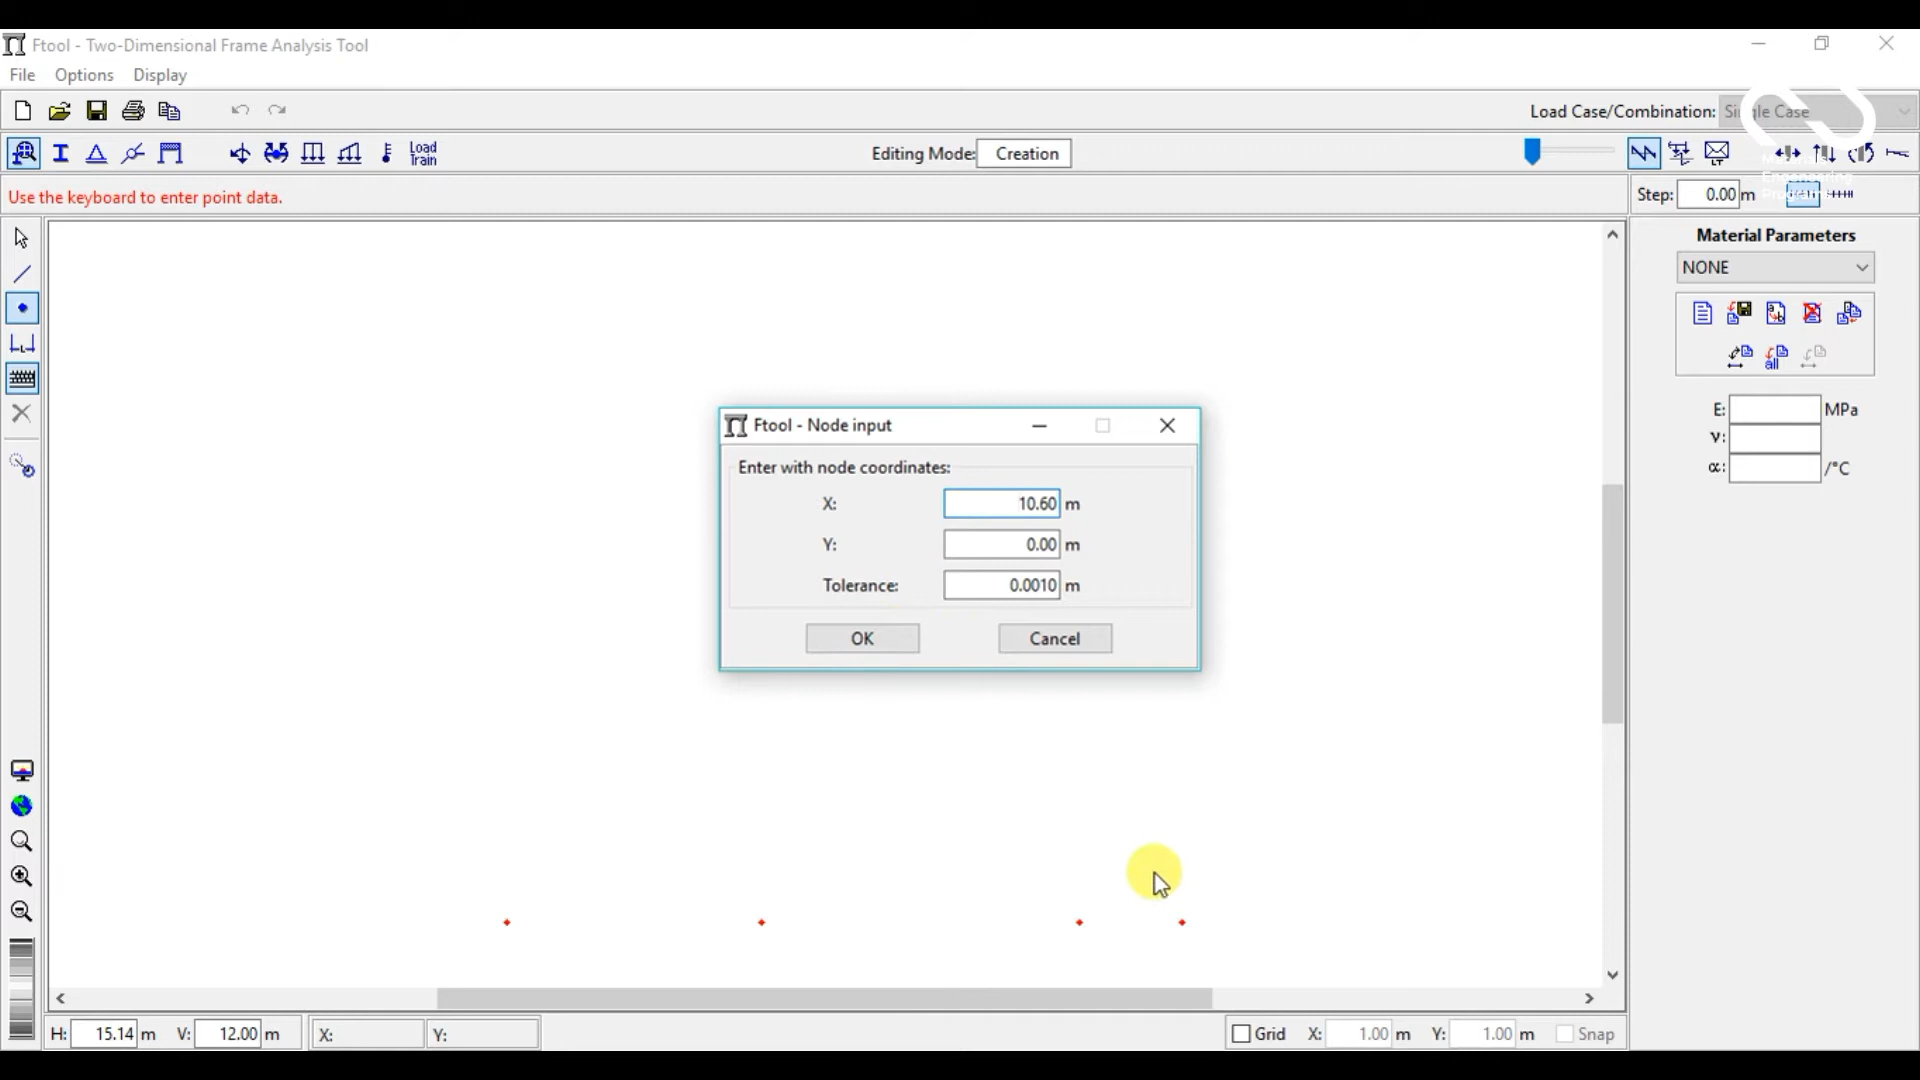 Ftool - Two-Dimensional Frame Analysis Tool
File Options Display
Load Case/Combination: Single Case
Load Train
Editing Mode: Creation
Use the keyboard to enter point data.
Step: 0.00 m
Material Parameters
NONE
all
E: MPa
ν:
α: /°C
Ftool - Node input
Enter with node coordinates:
X: 10.60 m
Y: 0.00 m
Tolerance: 0.0010 m
OK Cancel
H: 15.14 m V: 12.00 m X: Y: Grid X: 1.00 m Y: 1.00 m Snap